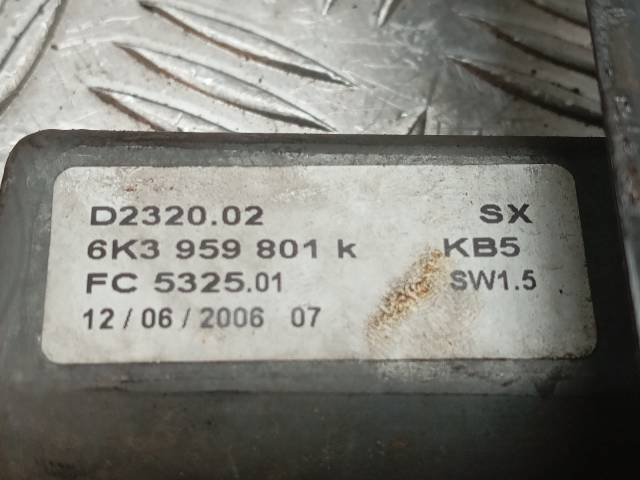 D2320.02 SX
6K3 959 801 k KB5
FC 5325.01 SW1.5
12/06/2006 07